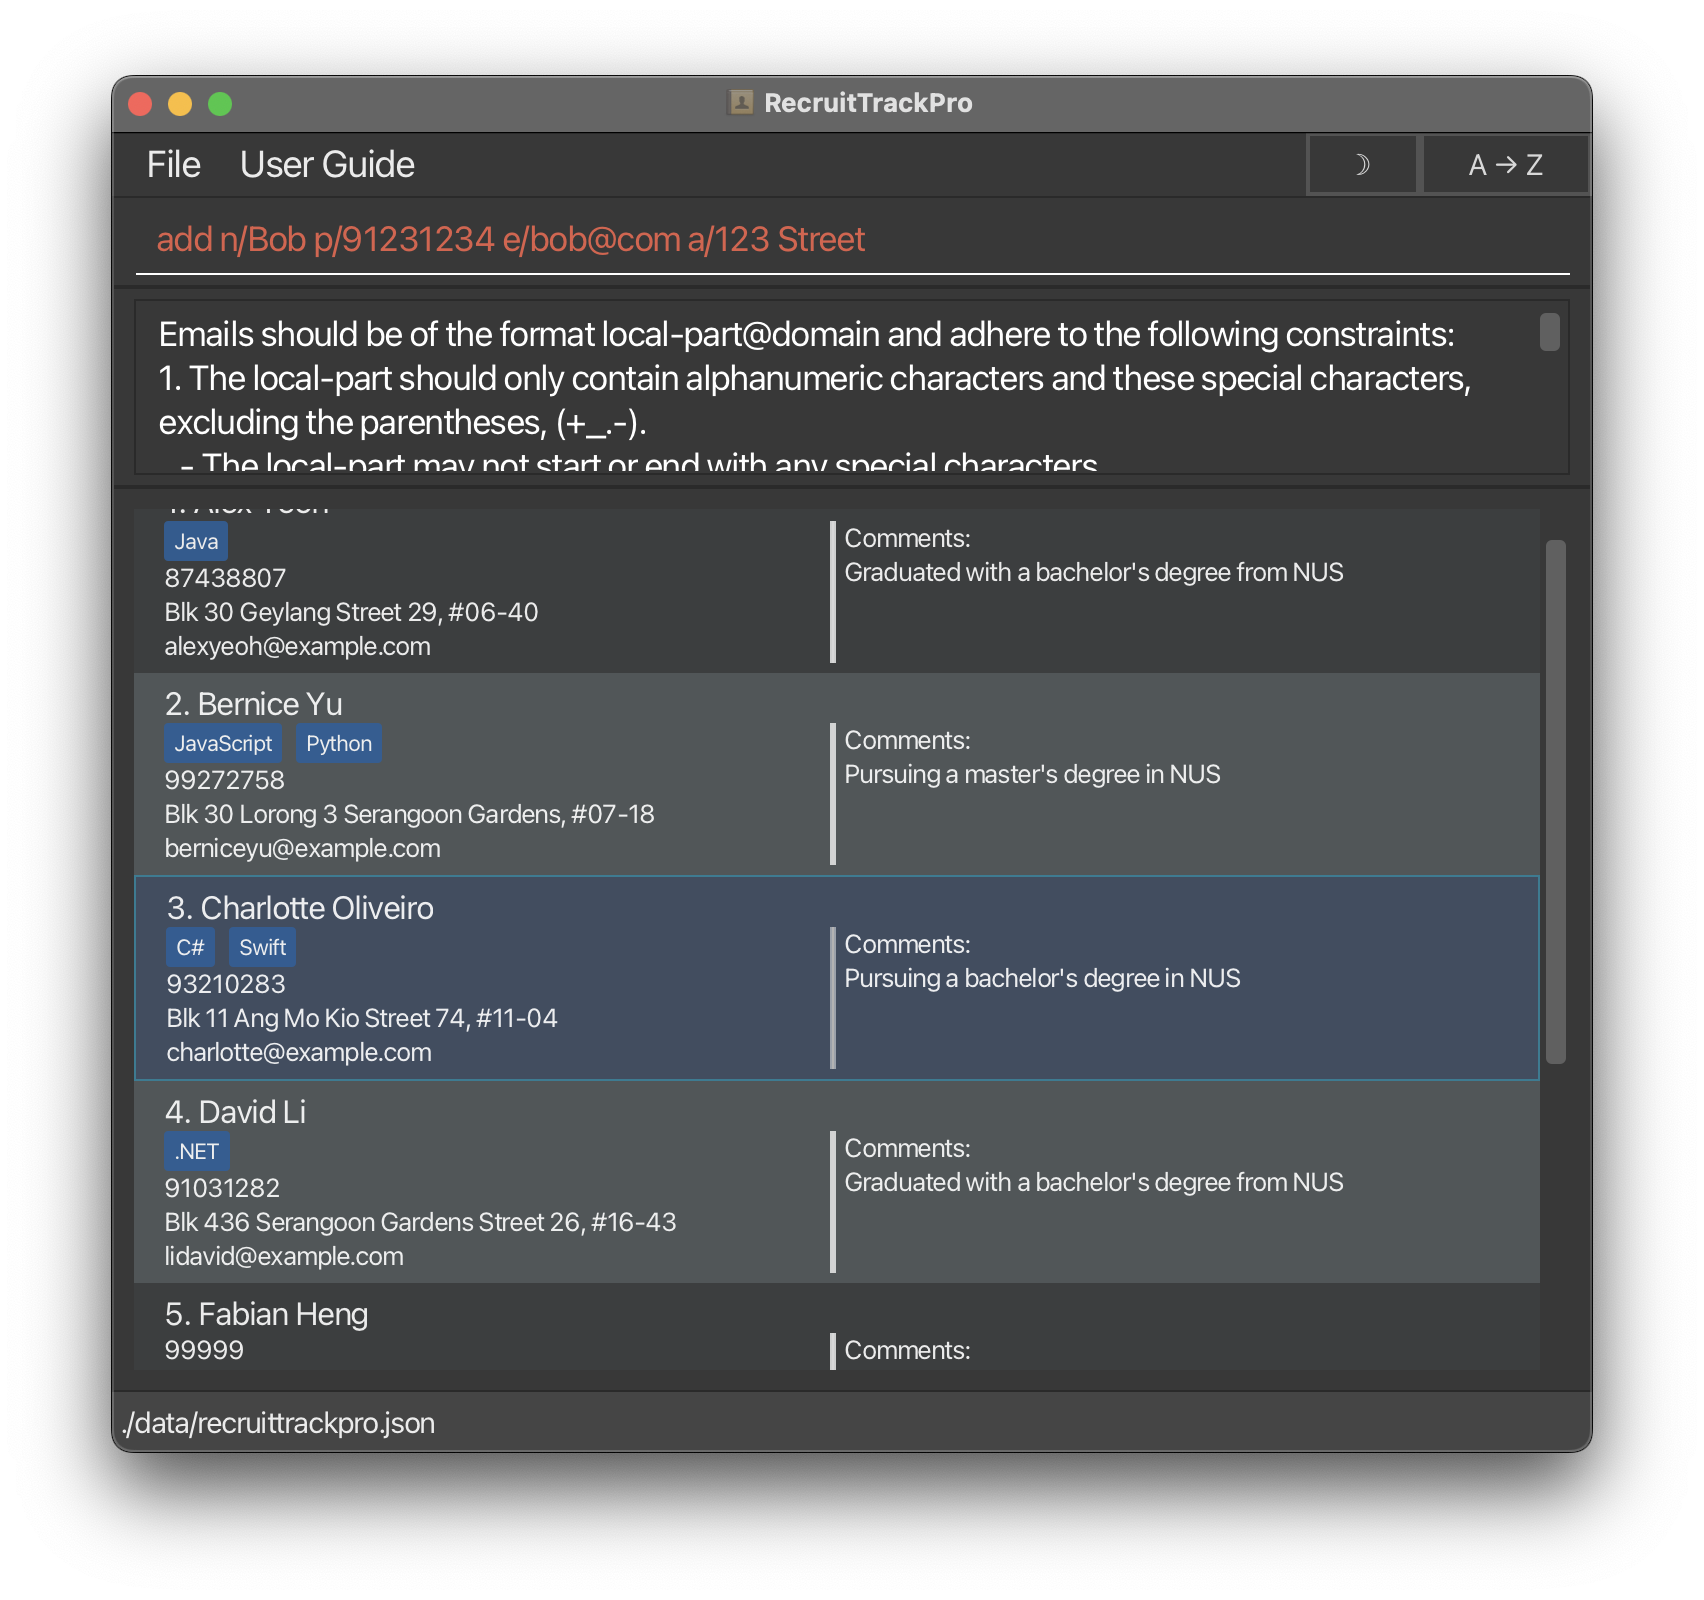 RecruitTrackPro
File User Guide ☽ A → Z
add n/Bob p/91231234 e/bob@com a/123 Street
Emails should be of the format local-part@domain and adhere to the following constraints:
1. The local-part should only contain alphanumeric characters and these special characters,
excluding the parentheses, (+_.-).
- The local-part may not start or end with any special characters
1. Alex Yeoh
Java
87438807
Blk 30 Geylang Street 29, #06-40
alexyeoh@example.com
Comments:
Graduated with a bachelor's degree from NUS
2. Bernice Yu
JavaScript Python
99272758
Blk 30 Lorong 3 Serangoon Gardens, #07-18
berniceyu@example.com
Comments:
Pursuing a master's degree in NUS
3. Charlotte Oliveiro
C# Swift
93210283
Blk 11 Ang Mo Kio Street 74, #11-04
charlotte@example.com
Comments:
Pursuing a bachelor's degree in NUS
4. David Li
.NET
91031282
Blk 436 Serangoon Gardens Street 26, #16-43
lidavid@example.com
Comments:
Graduated with a bachelor's degree from NUS
5. Fabian Heng
99999
Comments:
./data/recruittrackpro.json